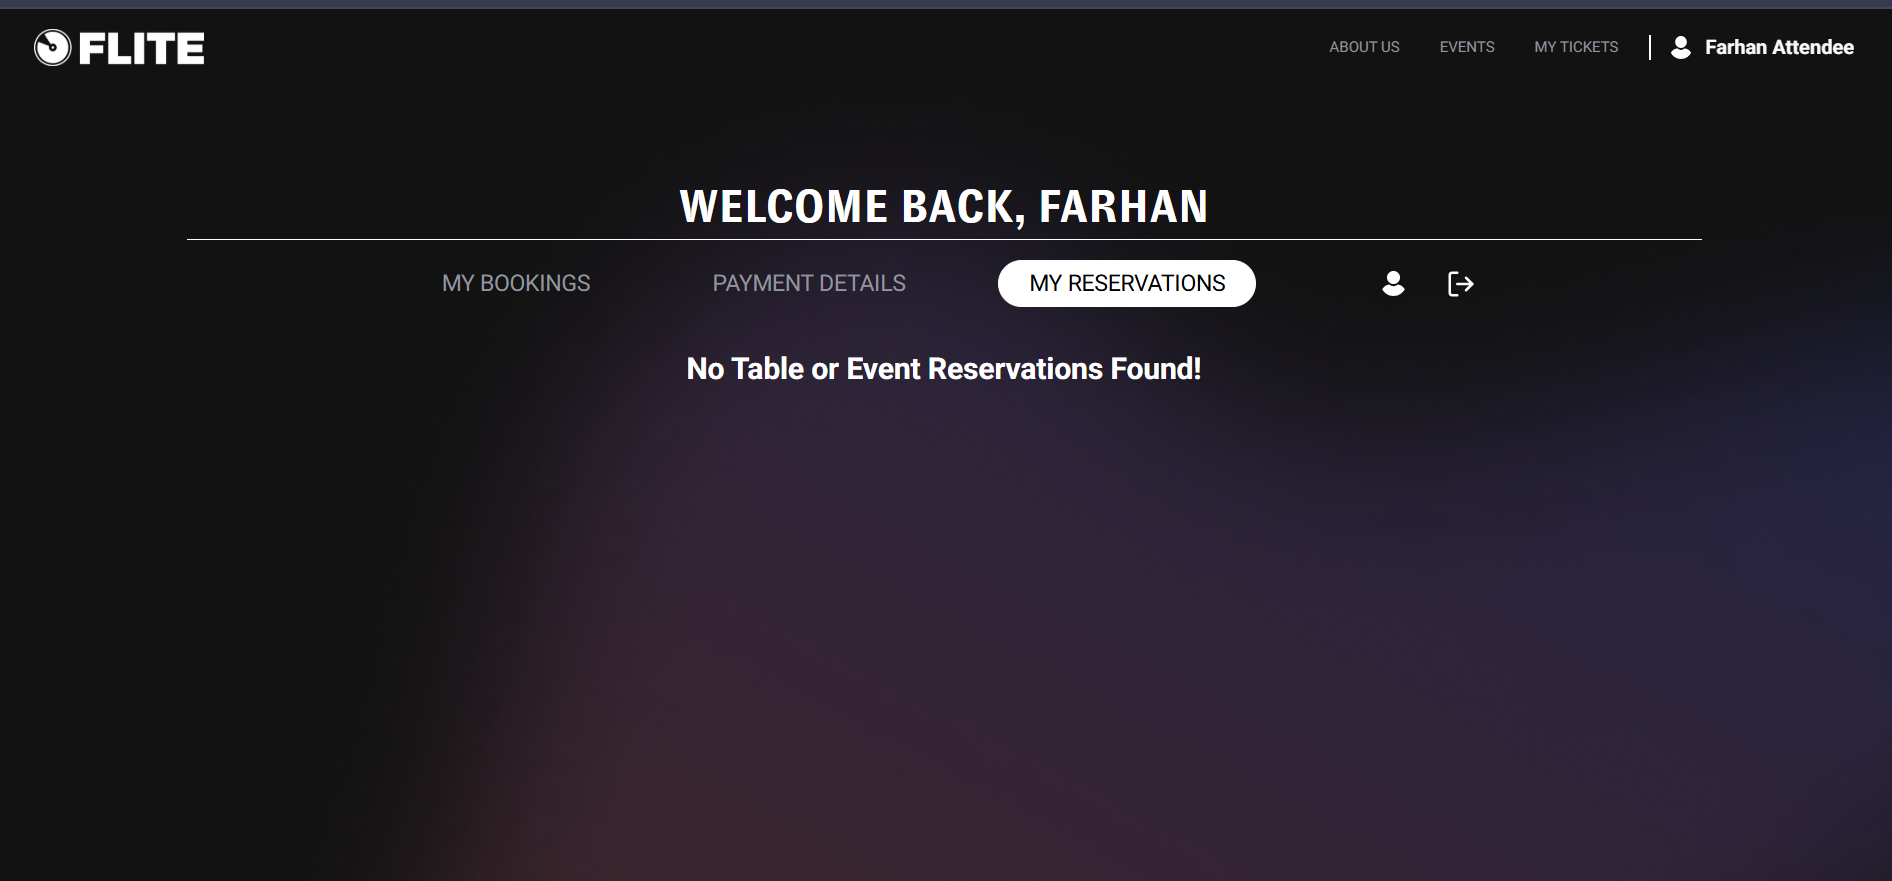 FLITE
ABOUT US EVENTS MY TICKETS Farhan Attendee
WELCOME BACK, FARHAN
MY BOOKINGS PAYMENT DETAILS MY RESERVATIONS
No Table or Event Reservations Found!